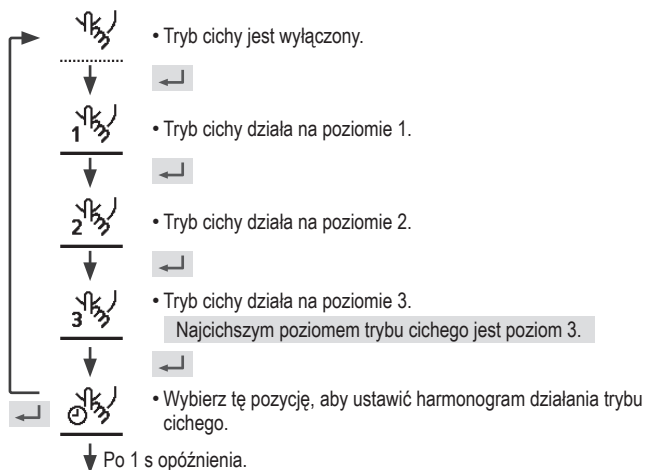 • Tryb cichy jest wyłączony.
1
• Tryb cichy działa na poziomie 1.
2
• Tryb cichy działa na poziomie 2.
3
• Tryb cichy działa na poziomie 3.
Najcichszym poziomem trybu cichego jest poziom 3.
• Wybierz tę pozycję, aby ustawić harmonogram działania trybu
cichego.
Po 1 s opóźnienia.